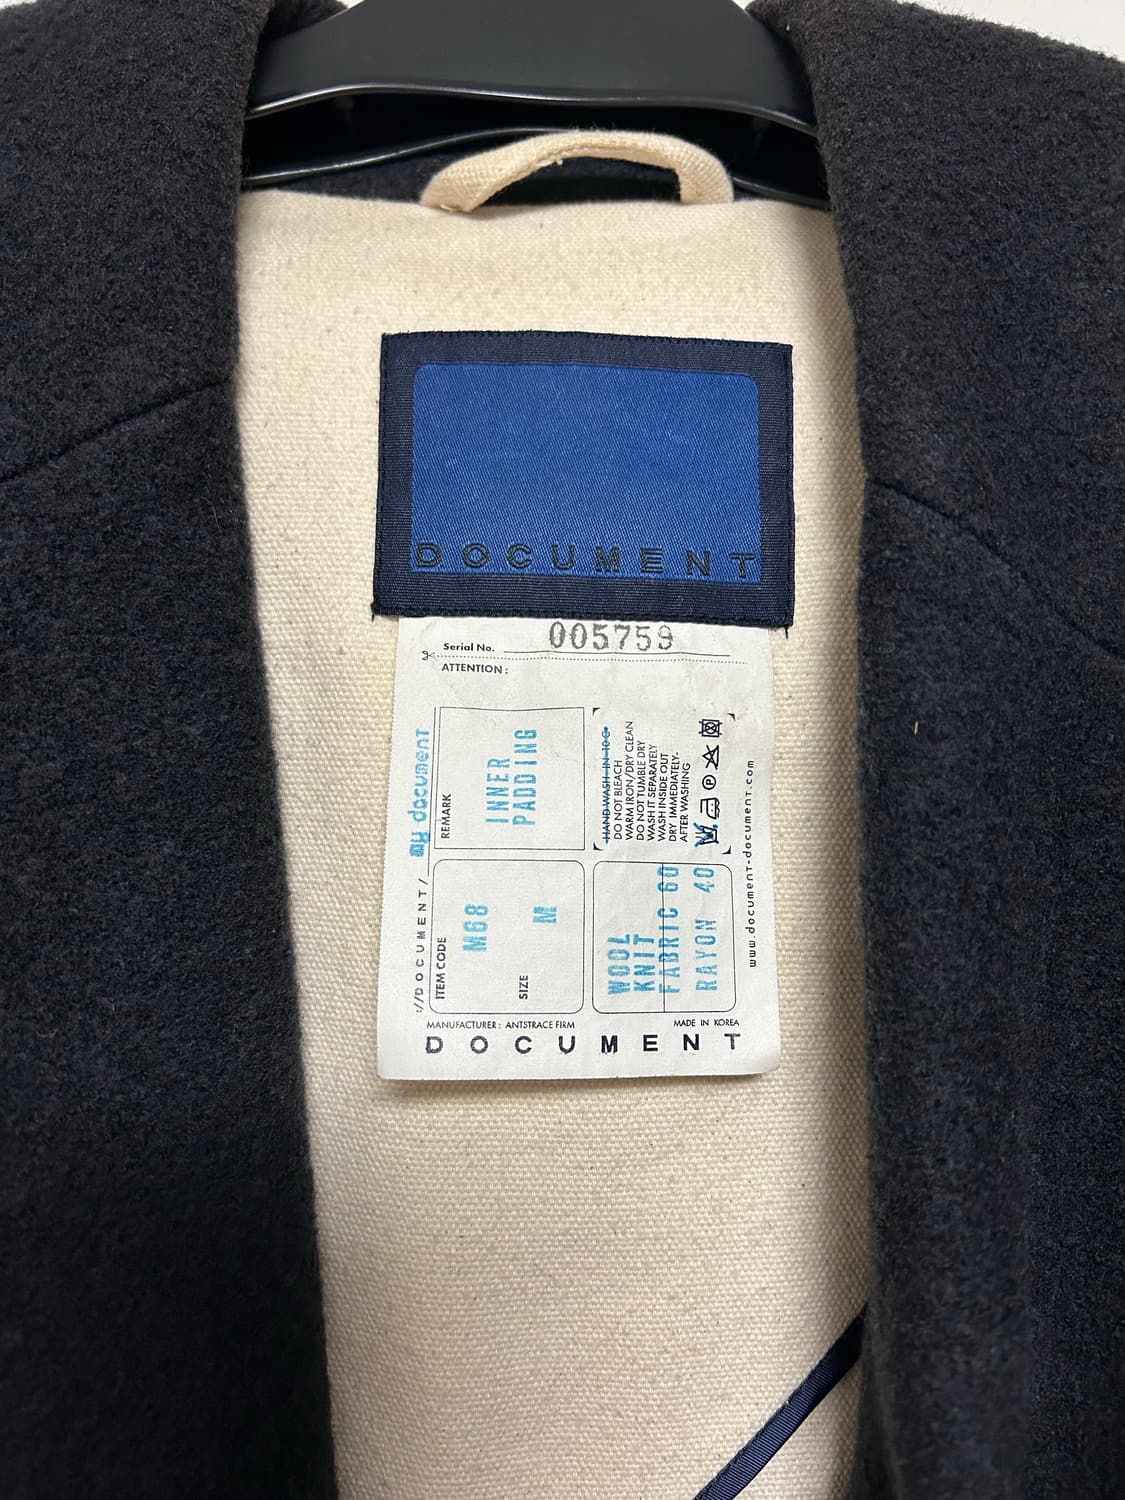 DOCUMENT
Serial No. 005759
ATTENTION :
://DOCUMENT/ my document
REMARK
INNER
PADDING
HAND WASH IN 10°C
DO NOT BLEACH
WARM IRON/DRY CLEAN
DO NOT TUMBLE DRY
WASH IT SEPARATELY
WASH INSIDE OUT
DRY IMMEDIATELY-
AFTER WASHING
ITEM CODE
M68
SIZE
M
WOOL
KNIT
FABRIC 60
RAYON 40
www.document-document.com
MANUFACTURER : ANTSTRACE FIRM
MADE IN KOREA
DOCUMENT